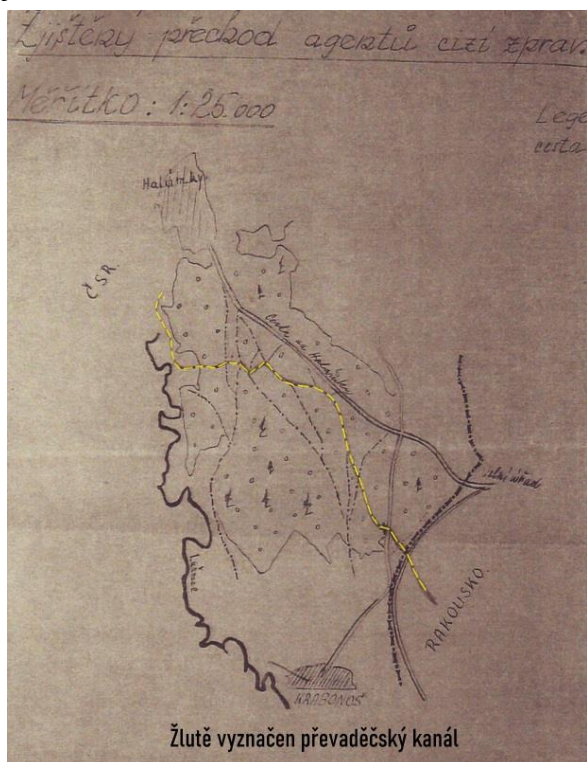 Zjištěný přechod agentů cizí zprav.
Měřítko: 1:25.000
Lege
cesta
Halámky
Č.S.R.
cesta na Halámky
celní úřad
Lužnice
RAKOUSKO.
KRABONOŠ
Žlutě vyznačen převaděčský kanál